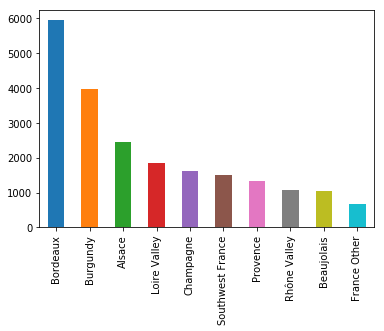 6000
5000
4000
3000
2000
1000
0
Bordeaux
Burgundy
Alsace
Loire Valley
Champagne
Southwest France
Provence
Rhône Valley
Beaujolais
France Other